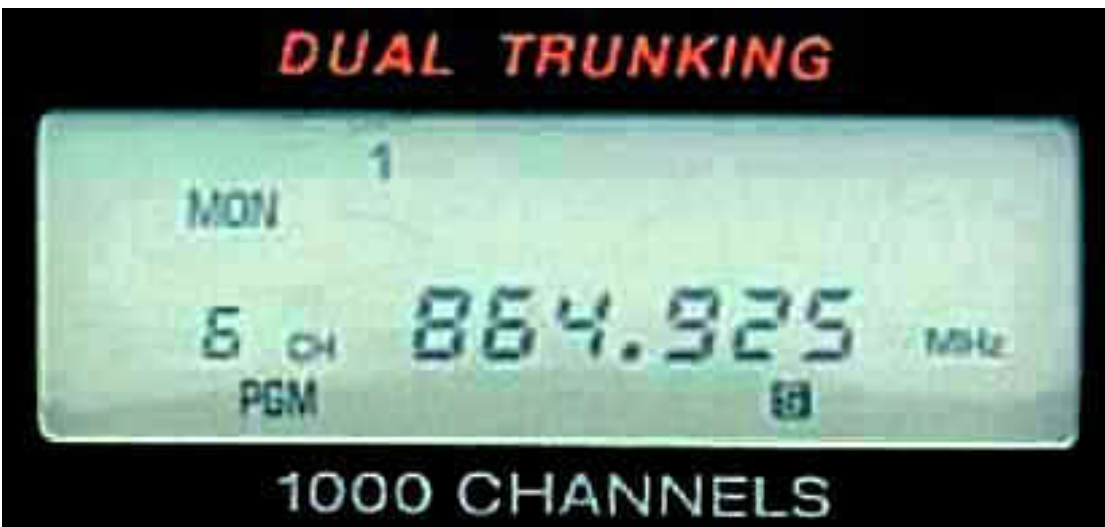 DUAL TRUNKING
1
MON
6 CH 864.925 MHz
PGM
1000 CHANNELS